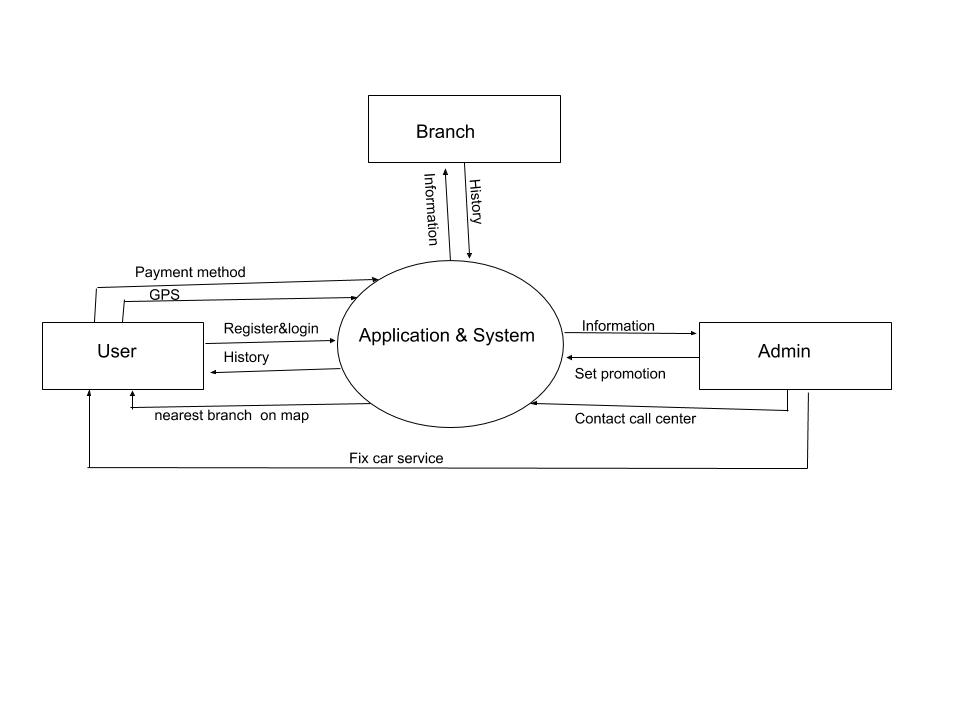 Branch
Information
History
Payment method
GPS
Register&login
Information
User
Application & System
Admin
History
Set promotion
nearest branch  on map
Contact call center
Fix car service